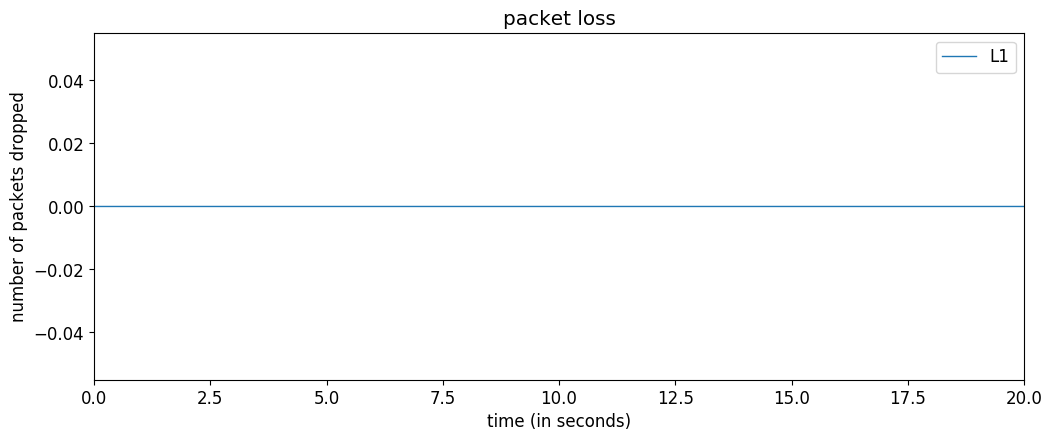 packet loss
L1
number of packets dropped
0.04
0.02
0.00
−0.02
−0.04
0.0 2.5 5.0 7.5 10.0 12.5 15.0 17.5 20.0
time (in seconds)